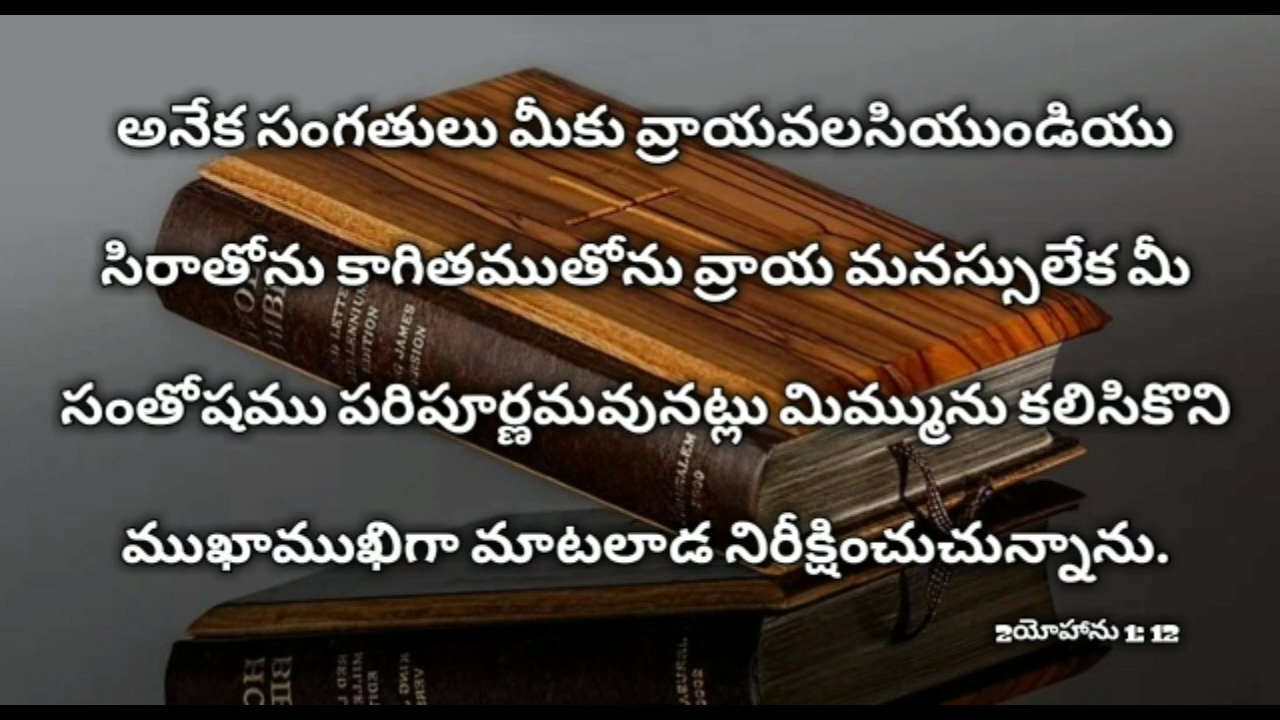 అనేక సంగతులు మీకు వ్రాయవలసియుండియు
సిరాతోను కాగితముతోను వ్రాయ మనస్సులేక మీ
సంతోషము పరిపూర్ణమవునట్లు మిమ్మును కలిసికొని
ముఖాముఖిగా మాటలాడ నిరీక్షించుచున్నాను.
2యోహాను 1: 12